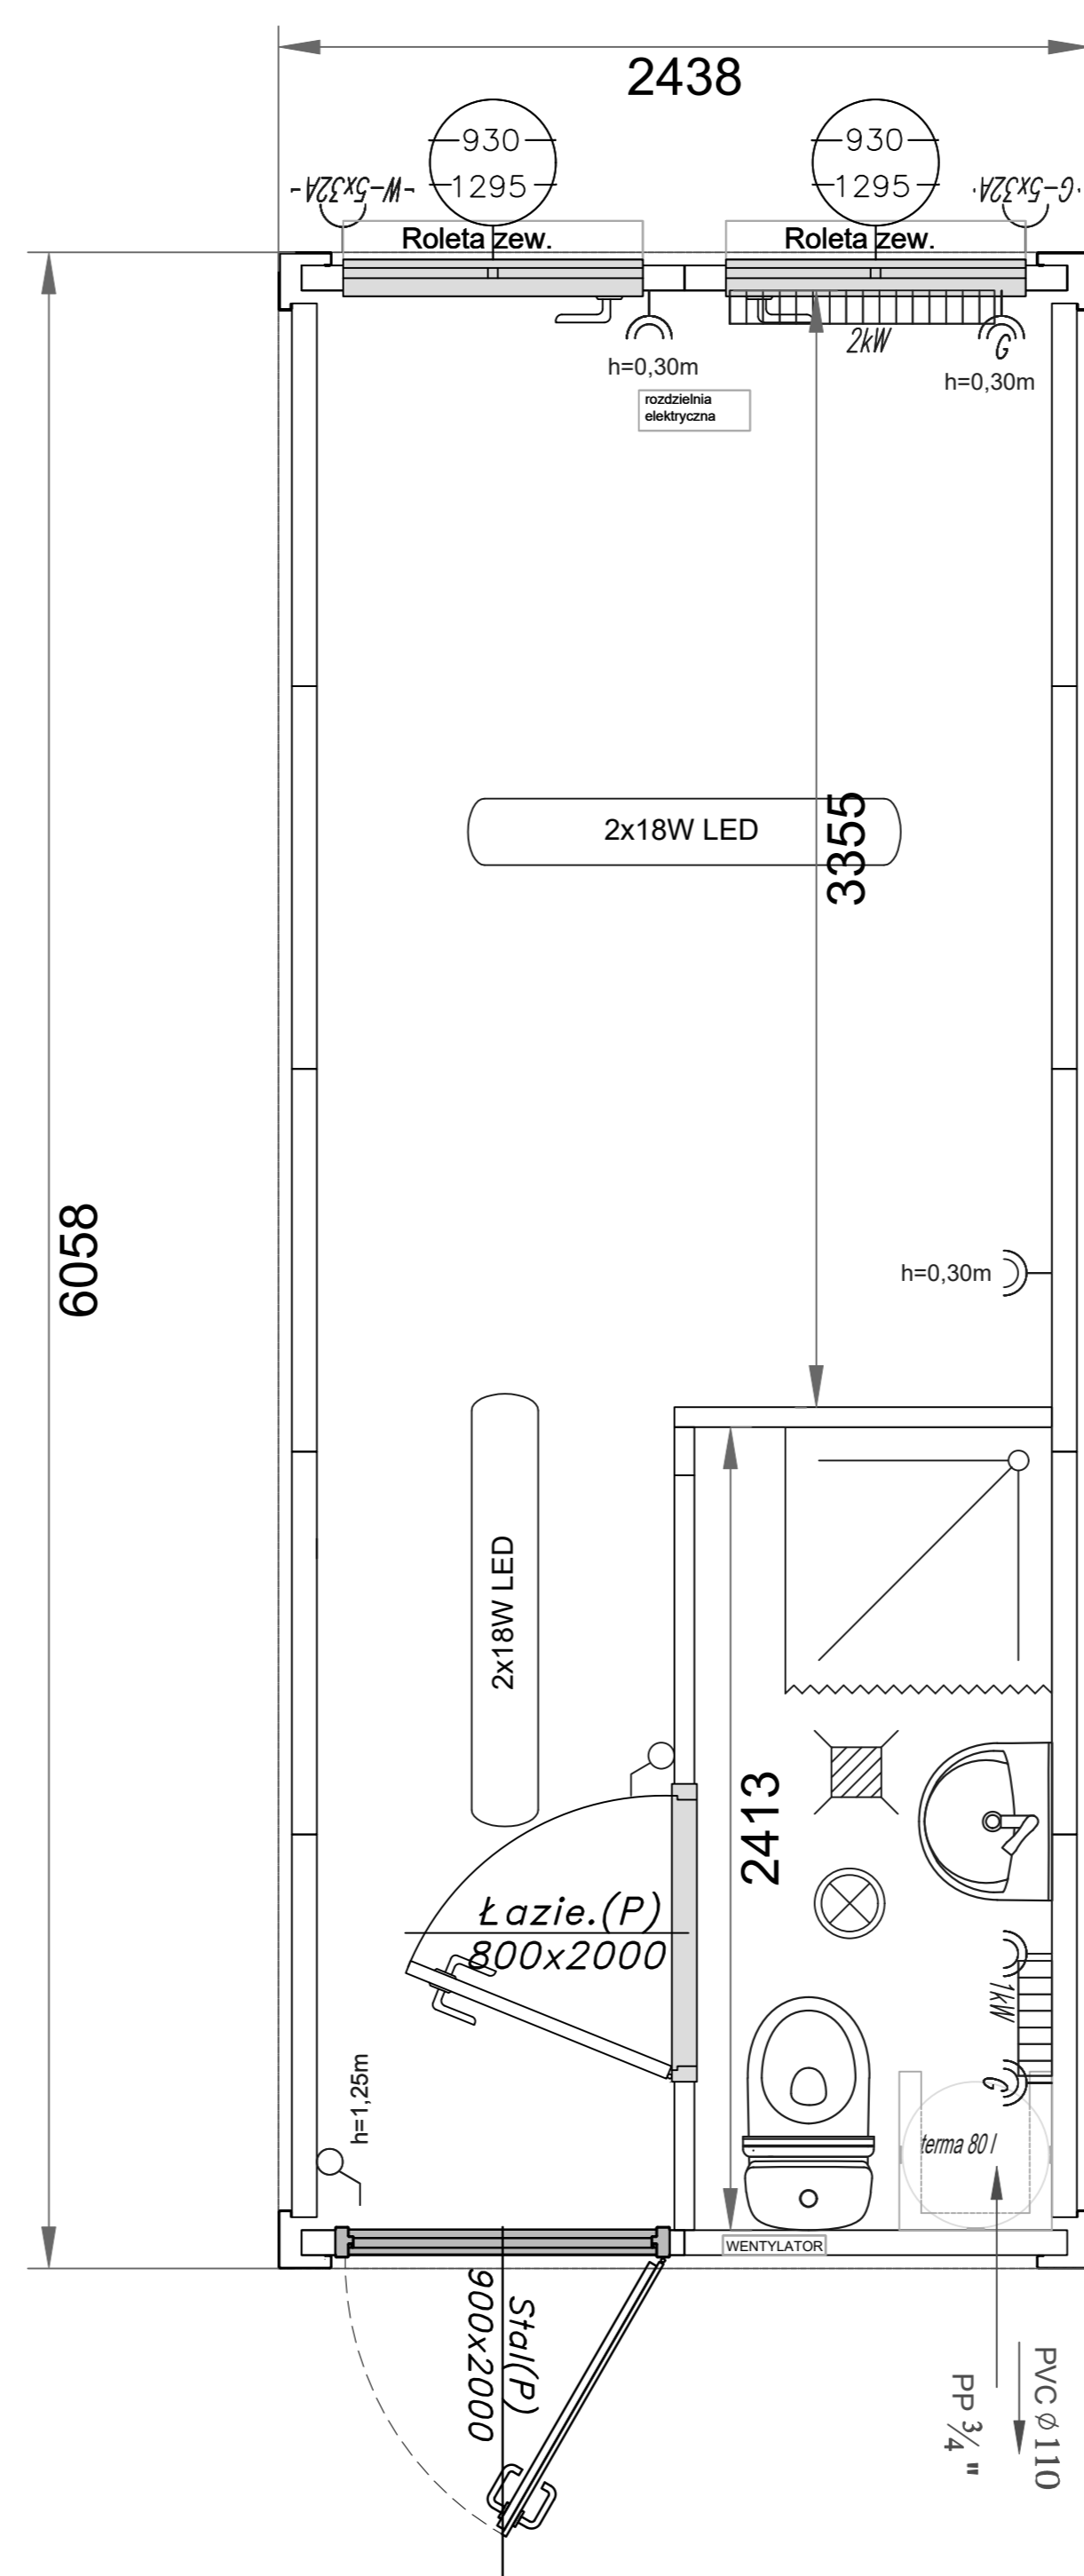 2438
930
1295
930
1295
-W-5x32A-
G-5x32A
Roleta zew.
Roleta zew.
2kW
G
h=0,30m
h=0,30m
rozdzielnia
elektryczna
2x18W LED
3355
6058
h=0,30m
2x18W LED
2413
Łazie.(P)
800x2000
1kW
G
h=1,25m
terma 80 l
WENTYLATOR
Stal(P)
900x2000
PVC ø 110
PP ¾ "